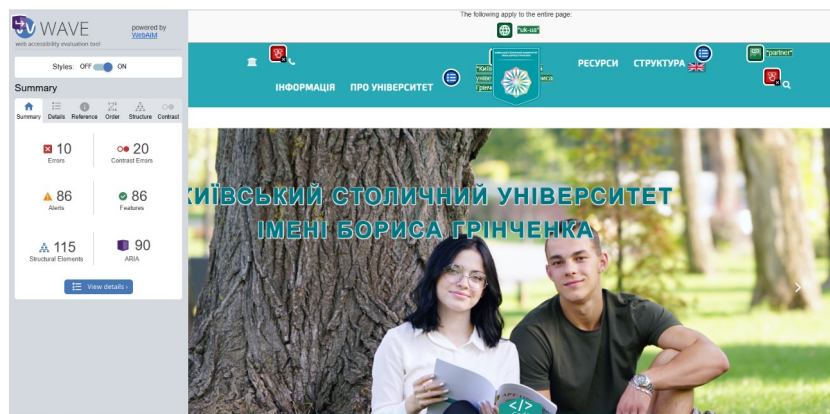 WAVE
powered by
WebAIM
web accessibility evaluation tool
Styles: OFF ON
Summary
Summary Details Reference Order Structure Contrast
10
Errors
20
Contrast Errors
86
Alerts
86
Features
115
Structural Elements
90
ARIA
View details ›
The following apply to the entire page:
"uk-ua"
"partner"
ІНФОРМАЦІЯ ПРО УНІВЕРСИТЕТ
РЕСУРСИ СТРУКТУРА
КИЇВСЬКИЙ СТОЛИЧНИЙ УНІВЕРСИТЕТ
ІМЕНІ БОРИСА ГРІНЧЕНКА
</>